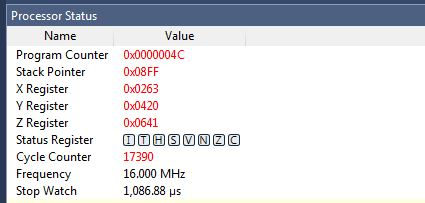 Processor Status
Name Value
Program Counter 0x0000004C
Stack Pointer 0x08FF
X Register 0x0263
Y Register 0x0420
Z Register 0x0641
Status Register I T H S V N Z C
Cycle Counter 17390
Frequency 16.000 MHz
Stop Watch 1,086.88 µs